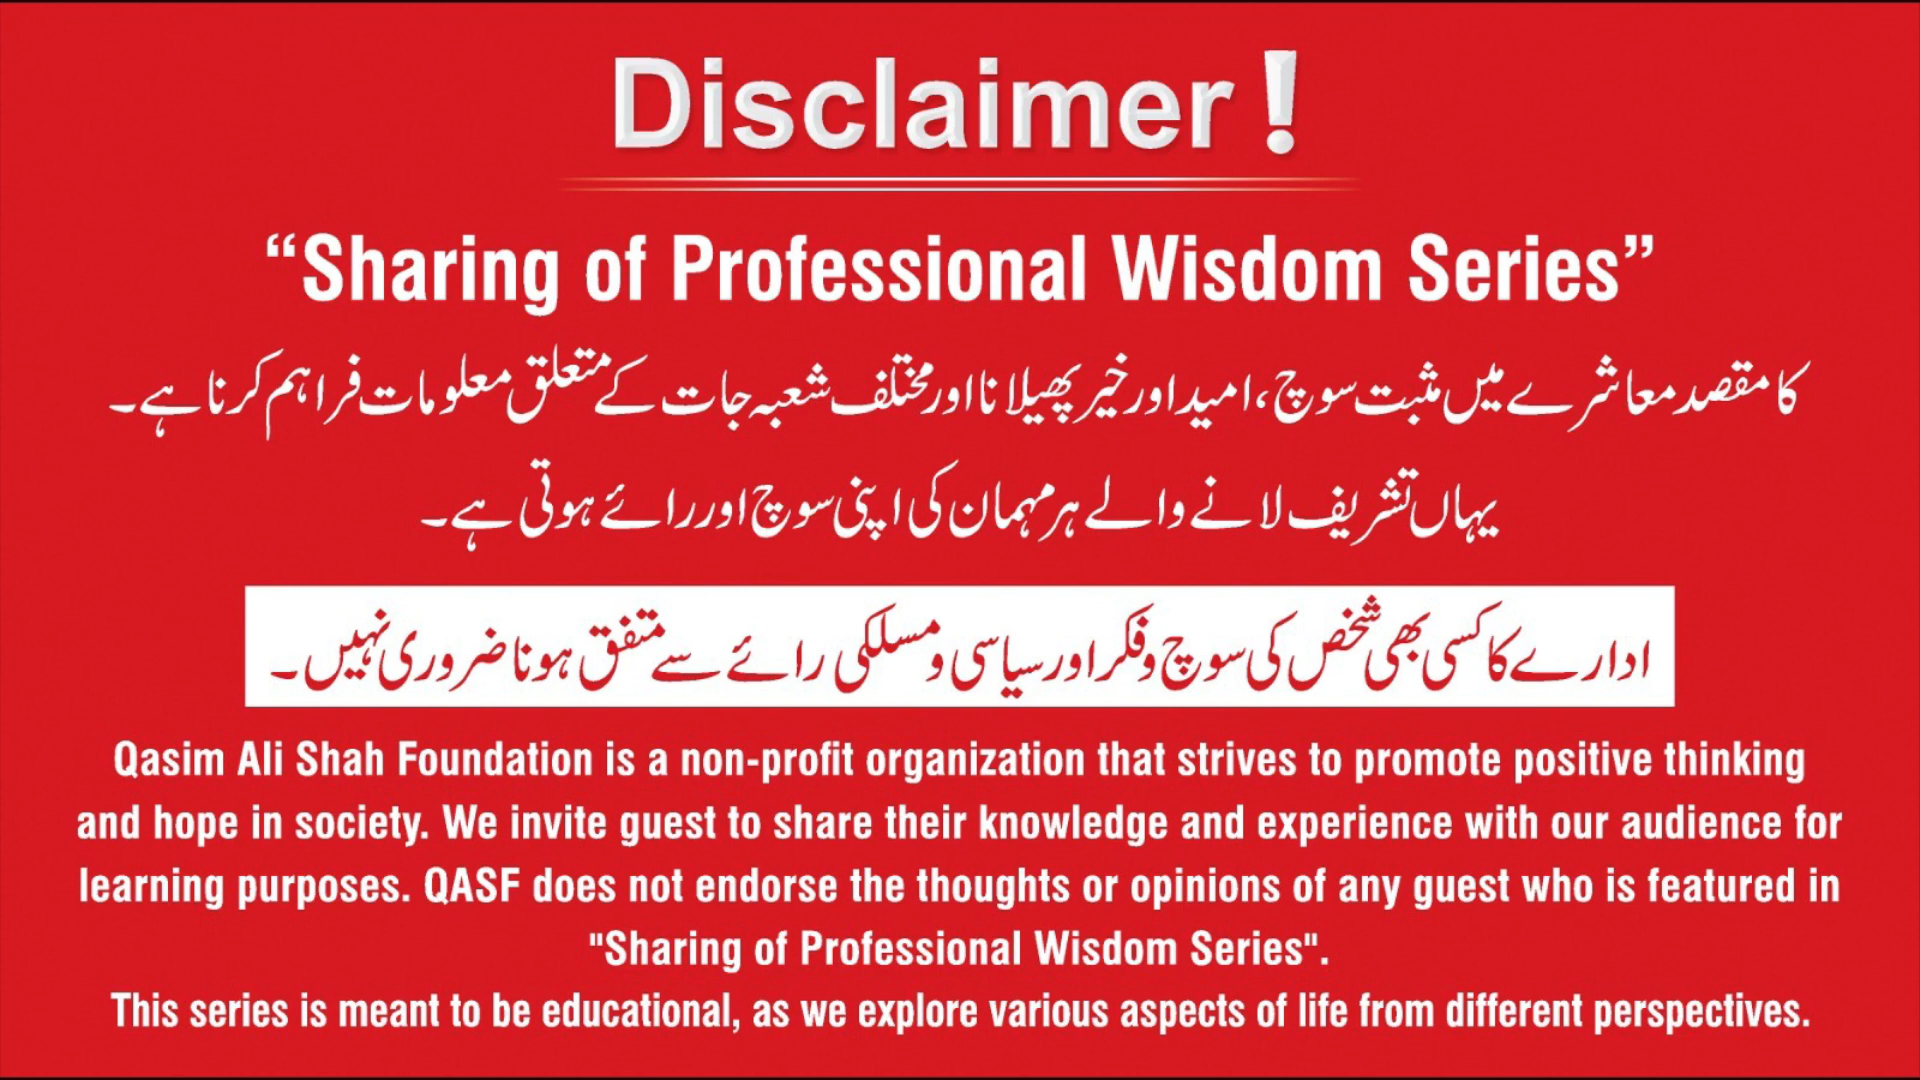 Disclaimer!
“Sharing of Professional Wisdom Series”
کا مقصد معاشرے میں مثبت سوچ، امید اور خیر پھیلانا اور مختلف شعبہ جات کے متعلق معلومات فراہم کرنا ہے۔
یہاں تشریف لانے والے ہر مہمان کی اپنی سوچ اور رائے ہوتی ہے۔
ادارے کا کسی بھی شخص کی سوچ و فکر اور سیاسی و مسلکی رائے سے متفق ہونا ضروری نہیں۔
Qasim Ali Shah Foundation is a non-profit organization that strives to promote positive thinking
and hope in society. We invite guest to share their knowledge and experience with our audience for
learning purposes. QASF does not endorse the thoughts or opinions of any guest who is featured in
"Sharing of Professional Wisdom Series".
This series is meant to be educational, as we explore various aspects of life from different perspectives.